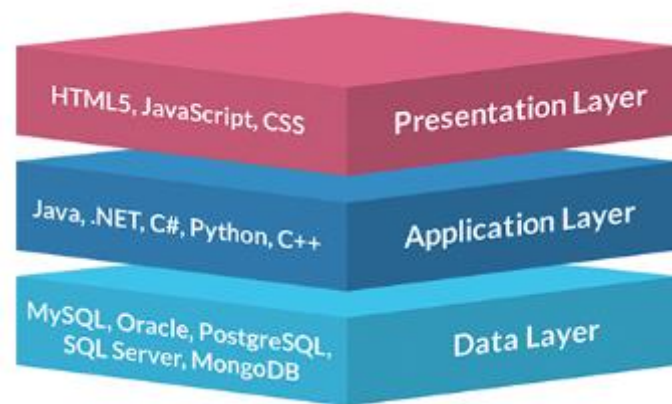 HTML5, JavaScript, CSS
Presentation Layer
Java, .NET, C#, Python, C++
Application Layer
MySQL, Oracle, PostgreSQL,
SQL Server, MongoDB
Data Layer